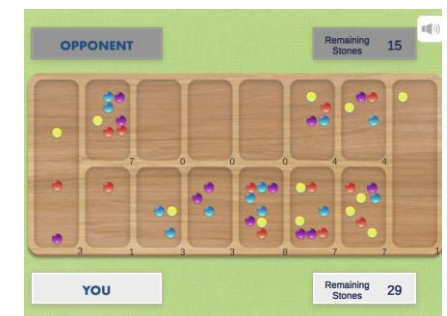 OPPONENT
Remaining
Stones
15
7 0 0 0 4 4
3 1 3 3 8 7 7 1
YOU
Remaining
Stones
29